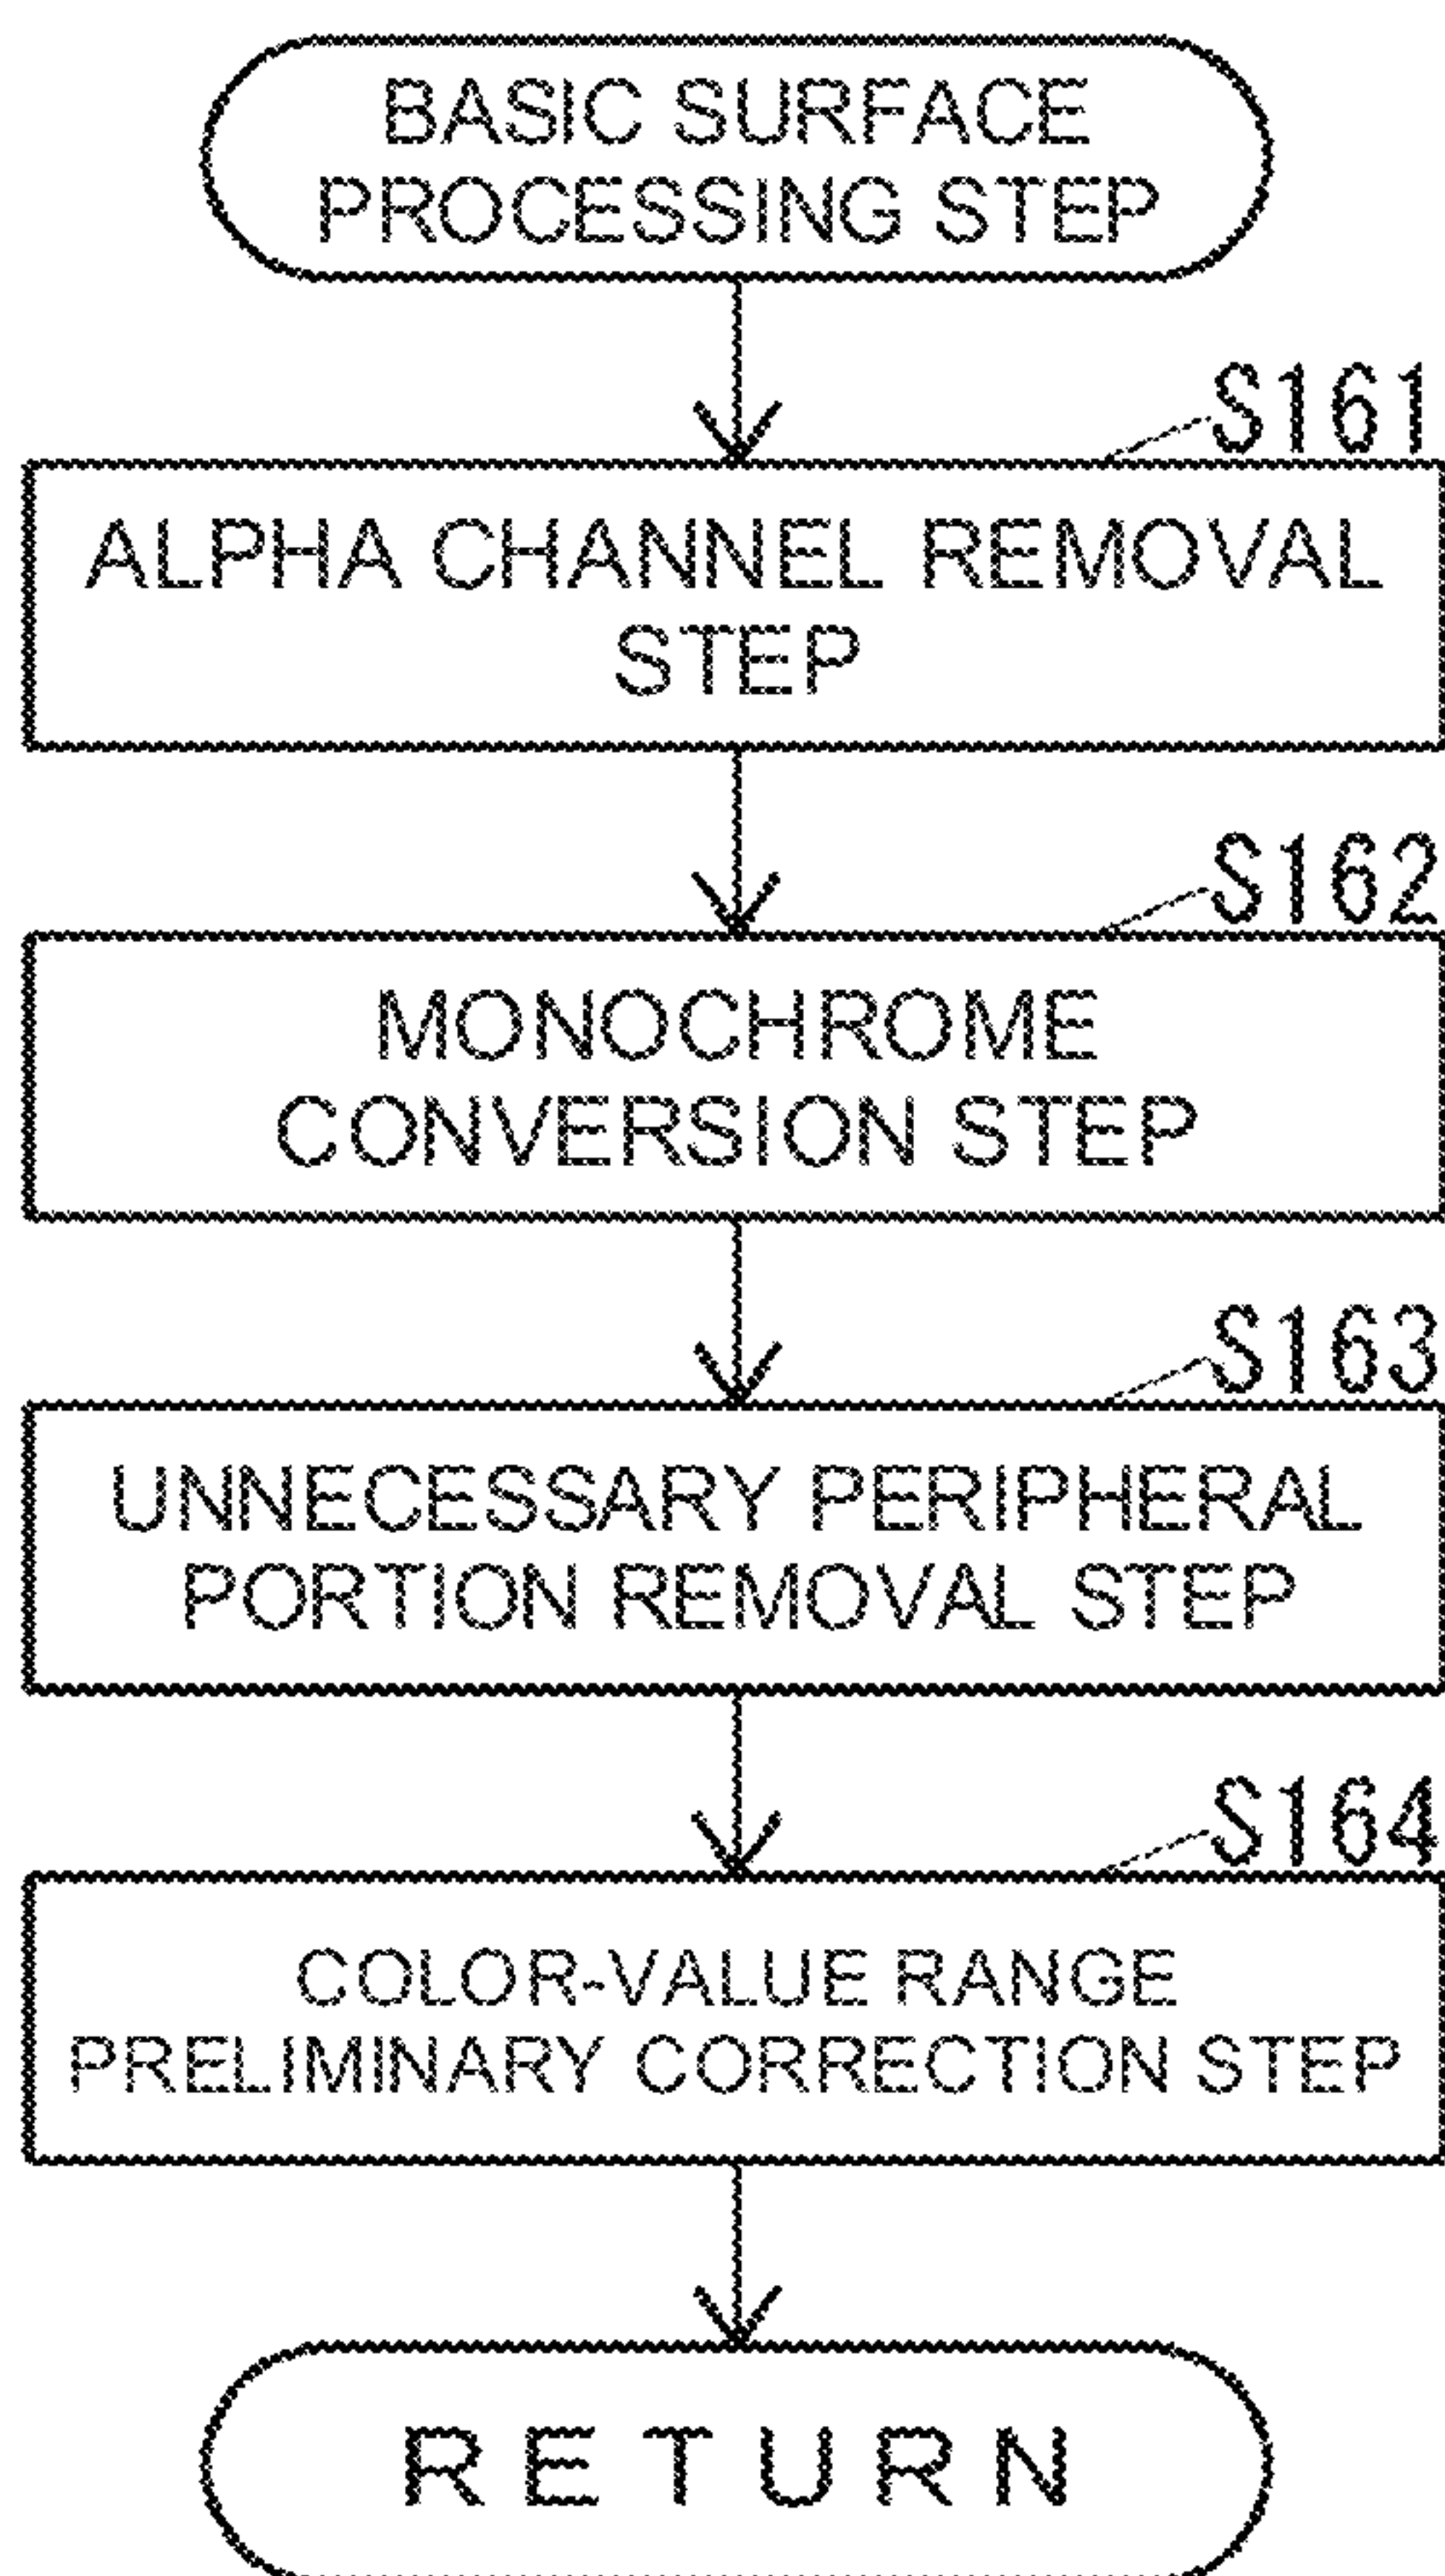 BASIC SURFACE
PROCESSING STEP
S161
ALPHA CHANNEL REMOVAL
STEP
S162
MONOCHROME
CONVERSION STEP
S163
UNNECESSARY PERIPHERAL
PORTION REMOVAL STEP
S164
COLOR-VALUE RANGE
PRELIMINARY CORRECTION STEP
RETURN